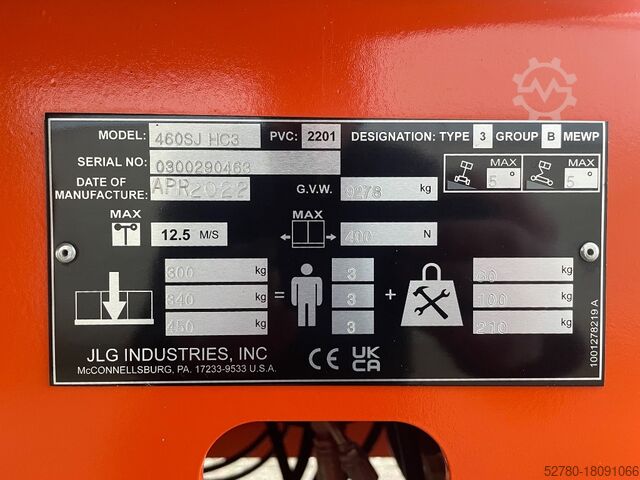 MODEL: 460SJ HC3 PVC: 2201 DESIGNATION: TYPE 3 GROUP B MEWP
SERIAL NO: 0300290463
MAX 5° MAX 5°
DATE OF MANUFACTURE: APR2022 G.V.W. 9278 kg
MAX 12.5 M/S MAX 400 N
300 kg 3 60 kg
340 kg = 3 + 100 kg
450 kg 3 210 kg
JLG INDUSTRIES, INC
McCONNELLSBURG, PA. 17233-9533 U.S.A.
CE UK CA
1001278219 A
52780-18091066